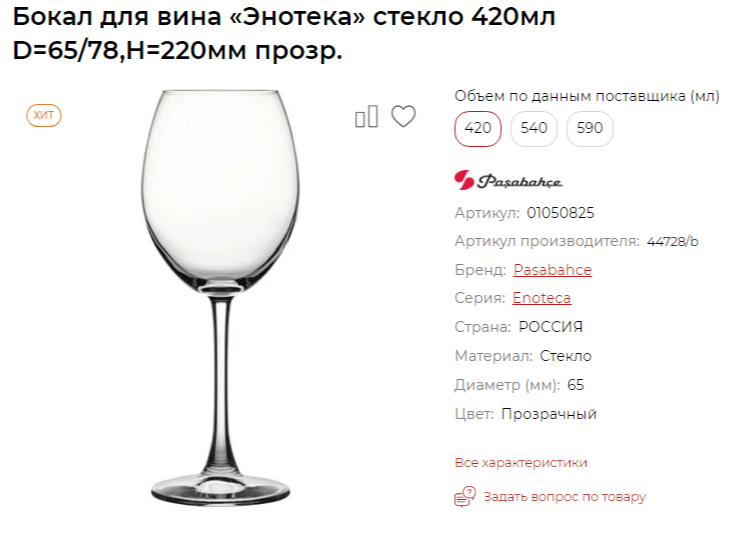 Бокал для вина «Энотека» стекло 420мл
D=65/78,H=220мм прозр.
ХИТ
Объем по данным поставщика (мл)
420 540 590
Paşabahçe
Артикул: 01050825
Артикул производителя: 44728/b
Бренд: Pasabahce
Серия: Enoteca
Страна: РОССИЯ
Материал: Стекло
Диаметр (мм): 65
Цвет: Прозрачный
Все характеристики
Задать вопрос по товару